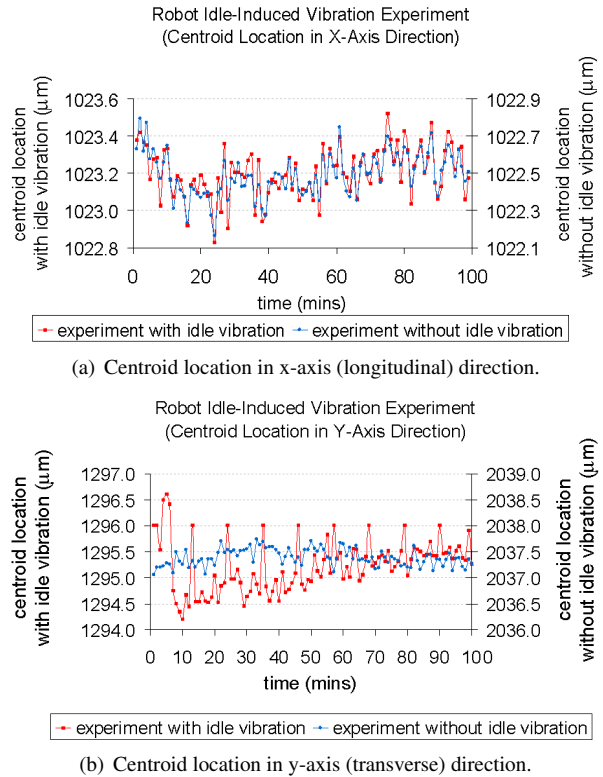 Robot Idle-Induced Vibration Experiment
(Centroid Location in X-Axis Direction)
centroid location
with idle vibration (μm)
1023.6
1023.4
1023.2
1023.0
1022.8
1022.9
1022.7
1022.5
1022.3
1022.1
centroid location
without idle vibration (μm)
0 20 40 60 80 100
time (mins)
experiment with idle vibration experiment without idle vibration
(a) Centroid location in x-axis (longitudinal) direction.
Robot Idle-Induced Vibration Experiment
(Centroid Location in Y-Axis Direction)
centroid location
with idle vibration (μm)
1297.0
1296.5
1296.0
1295.5
1295.0
1294.5
1294.0
2039.0
2038.5
2038.0
2037.5
2037.0
2036.5
2036.0
centroid location
without idle vibration (μm)
0 10 20 30 40 50 60 70 80 90 100
time (mins)
experiment with idle vibration experiment without idle vibration
(b) Centroid location in y-axis (transverse) direction.